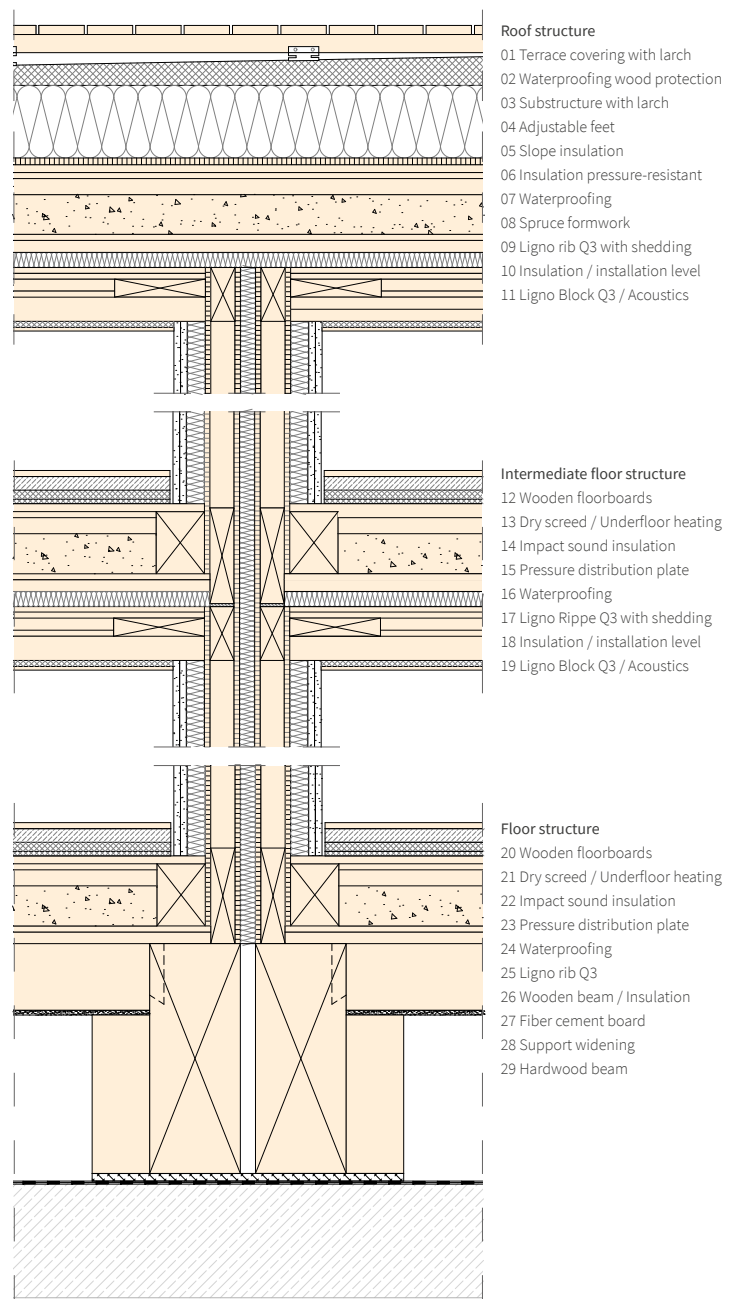 Roof structure
01 Terrace covering with larch
02 Waterproofing wood protection
03 Substructure with larch
04 Adjustable feet
05 Slope insulation
06 Insulation pressure-resistant
07 Waterproofing
08 Spruce formwork
09 Ligno rib Q3 with shedding
10 Insulation / installation level
11 Ligno Block Q3 / Acoustics
Intermediate floor structure
12 Wooden floorboards
13 Dry screed / Underfloor heating
14 Impact sound insulation
15 Pressure distribution plate
16 Waterproofing
17 Ligno Rippe Q3 with shedding
18 Insulation / installation level
19 Ligno Block Q3 / Acoustics
Floor structure
20 Wooden floorboards
21 Dry screed / Underfloor heating
22 Impact sound insulation
23 Pressure distribution plate
24 Waterproofing
25 Ligno rib Q3
26 Wooden beam / Insulation
27 Fiber cement board
28 Support widening
29 Hardwood beam